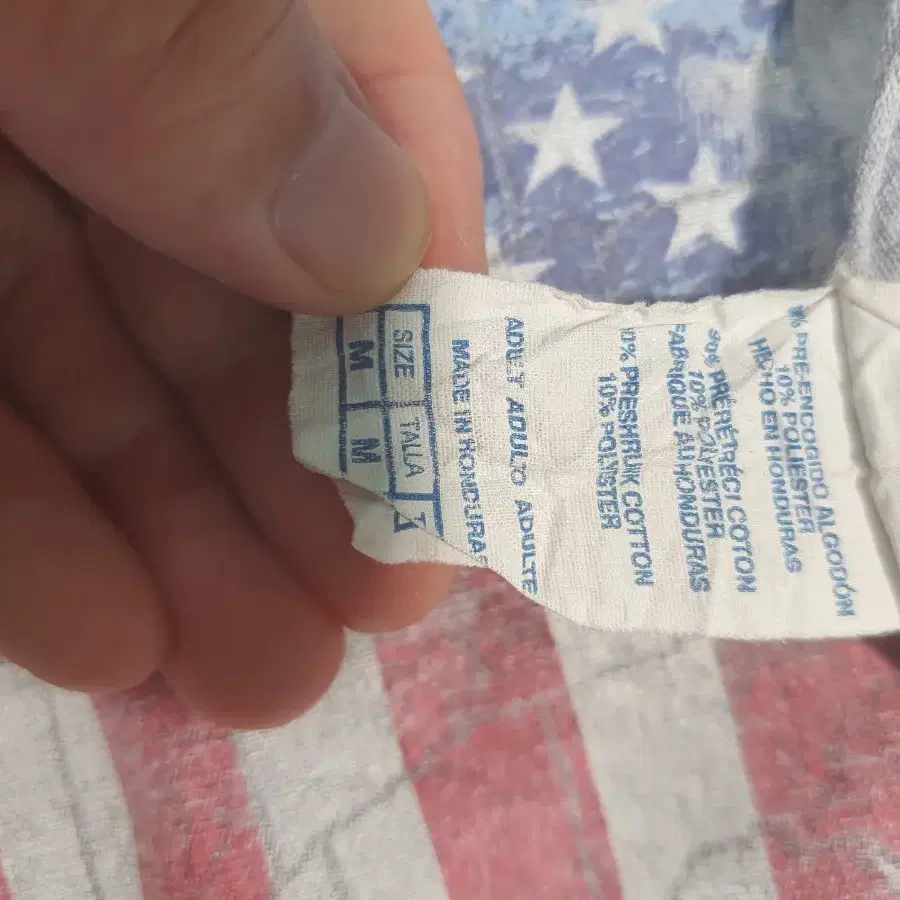 % PRE-ENCOGIDO ALGODÓN
10% POLIESTER
HECHO EN HONDURAS
90% PRÉRÉTRÉCI COTON
10% POLYESTER
FABRIQUÉ AU HONDURAS
0% PRESHRUNK COTTON
10% POLYESTER
ADULT ADULTO ADULTE
MADE IN HONDURAS
SIZE TALLA T
M M